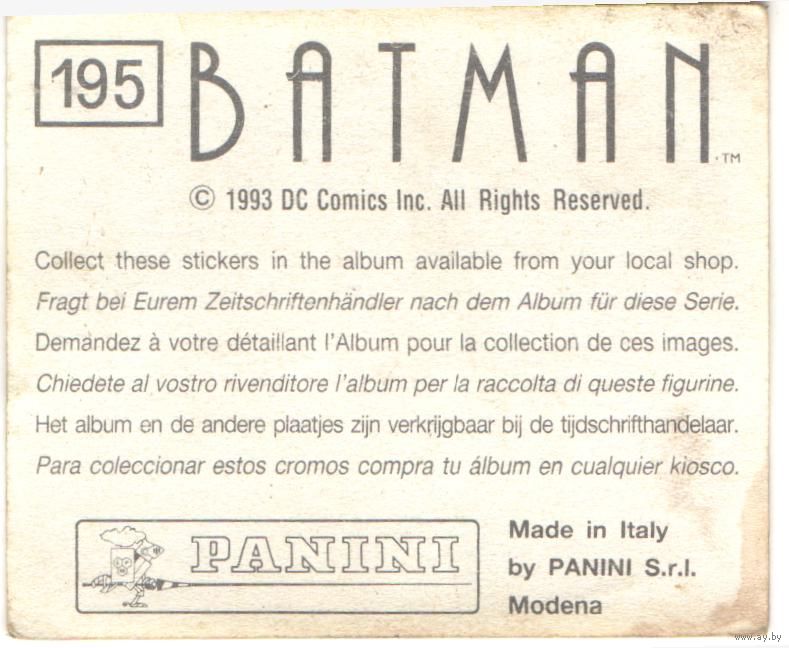 195
BATMAN™
© 1993 DC Comics Inc. All Rights Reserved.
Collect these stickers in the album available from your local shop.
Fragt bei Eurem Zeitschriftenhändler nach dem Album für diese Serie.
Demandez à votre détaillant l'Album pour la collection de ces images.
Chiedete al vostro rivenditore l'album per la raccolta di queste figurine.
Het album en de andere plaatjes zijn verkrijgbaar bij de tijdschrifthandelaar.
Para coleccionar estos cromos compra tu álbum en cualquier kiosco.
PANINI
Made in Italy
by PANINI S.r.l.
Modena
www.ay.by